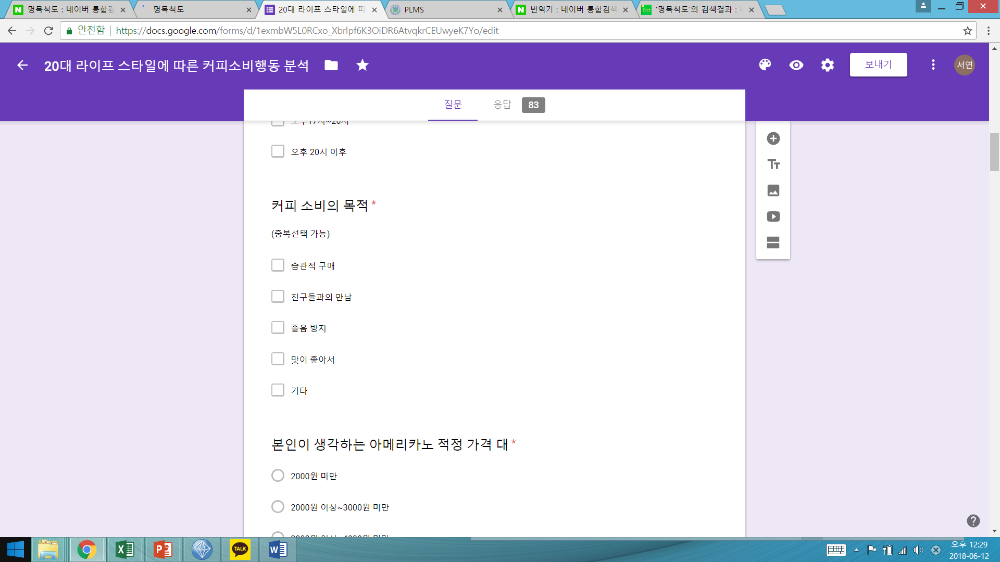 명목척도 : 네이버 통합검
명목척도
20대 라이프 스타일에 따
PLMS
번역기 : 네이버 통합검색
Dict '명목척도'의 검색결과 :
안전함
https://docs.google.com/forms/d/1exmbW5L0RCxo_Xbrlpf6K3OiDR6AtvqkrCEUwyeK7Yo/edit
20대 라이프 스타일에 따른 커피소비행동 분석
보내기
서연
질문
응답
83
오후 20시 이후
커피 소비의 목적 *
(중복선택 가능)
습관적 구매
친구들과의 만남
졸음 방지
맛이 좋아서
기타
본인이 생각하는 아메리카노 적정 가격 대 *
2000원 미만
2000원 이상~3000원 미만
TALK
오후 12:29
2018-06-12